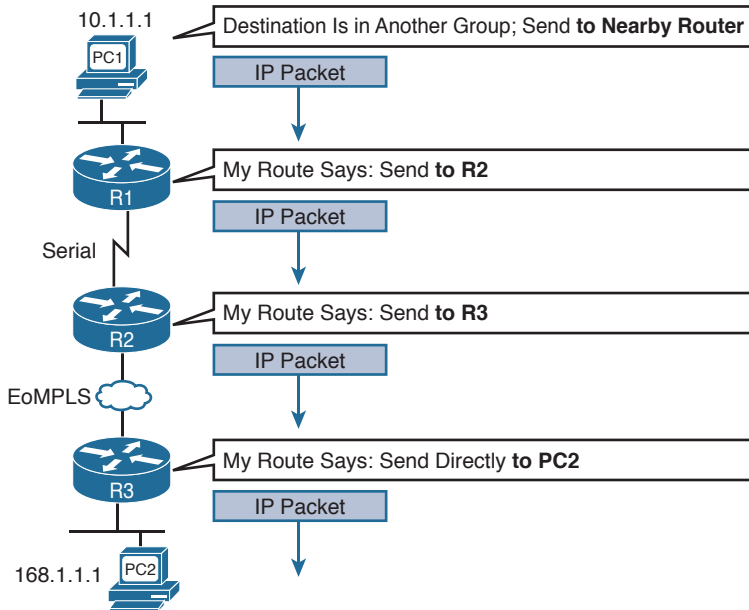 10.1.1.1
Destination Is in Another Group; Send to Nearby Router
PC1
IP Packet
My Route Says: Send to R2
R1
IP Packet
Serial
My Route Says: Send to R3
R2
IP Packet
EoMPLS
My Route Says: Send Directly to PC2
R3
IP Packet
168.1.1.1
PC2